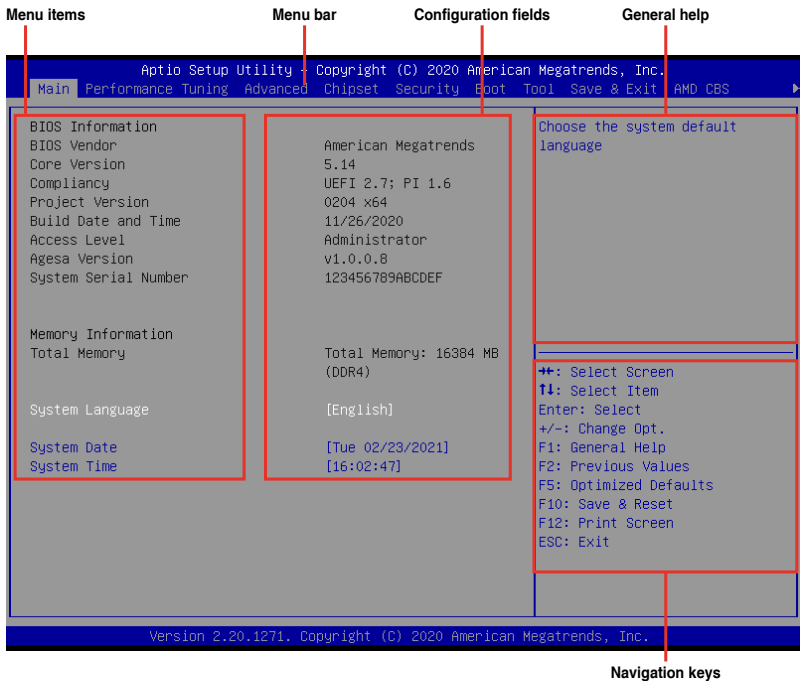 Menu items Menu bar Configuration fields General help
Aptio Setup Utility - Copyright (C) 2020 American Megatrends, Inc.
Main Performance Tuning Advanced Chipset Security Boot Tool Save & Exit AMD CBS
BIOS Information
BIOS Vendor American Megatrends
Core Version 5.14
Compliancy UEFI 2.7; PI 1.6
Project Version 0204 x64
Build Date and Time 11/26/2020
Access Level Administrator
Agesa Version v1.0.0.8
System Serial Number 123456789ABCDEF
Memory Information
Total Memory Total Memory: 16384 MB
(DDR4)
System Language [English]
System Date [Tue 02/23/2021]
System Time [16:02:47]
Choose the system default
language
→←: Select Screen
↑↓: Select Item
Enter: Select
+/-: Change Opt.
F1: General Help
F2: Previous Values
F5: Optimized Defaults
F10: Save & Reset
F12: Print Screen
ESC: Exit
Version 2.20.1271. Copyright (C) 2020 American Megatrends, Inc.
Navigation keys